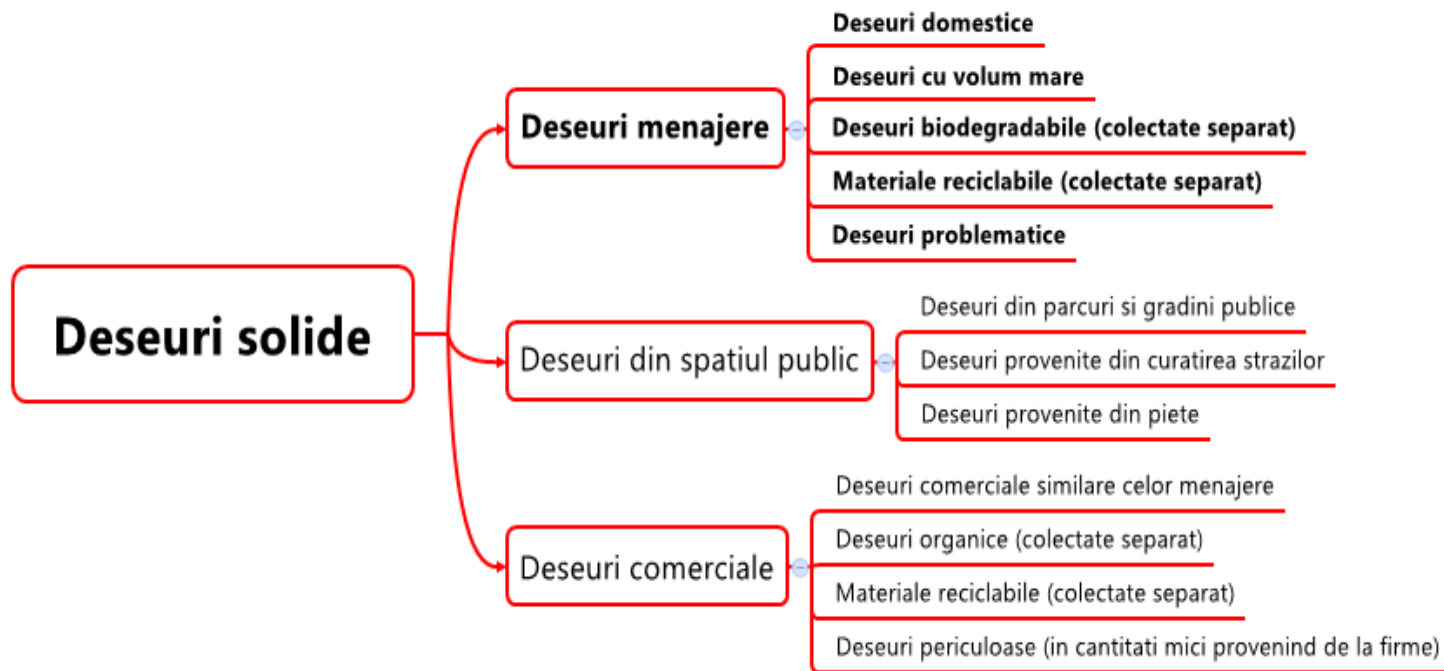 Deseuri solide
Deseuri menajere
Deseuri domestice
Deseuri cu volum mare
Deseuri biodegradabile (colectate separat)
Materiale reciclabile (colectate separat)
Deseuri problematice
Deseuri din spatiul public
Deseuri din parcuri si gradini publice
Deseuri provenite din curatirea strazilor
Deseuri provenite din piete
Deseuri comerciale
Deseuri comerciale similare celor menajere
Deseuri organice (colectate separat)
Materiale reciclabile (colectate separat)
Deseuri periculoase (in cantitati mici provenind de la firme)